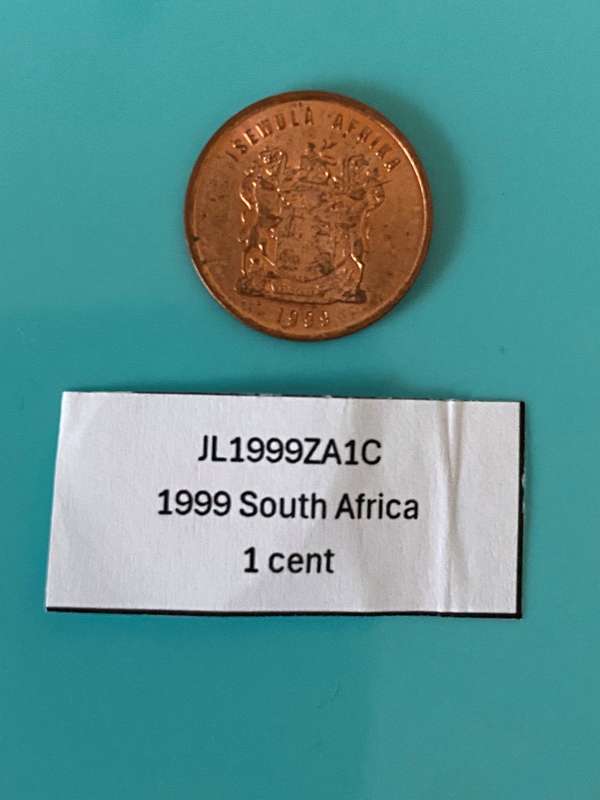 ISEWULA AFRIKA
1999
JL1999ZA1C
1999 South Africa
1 cent